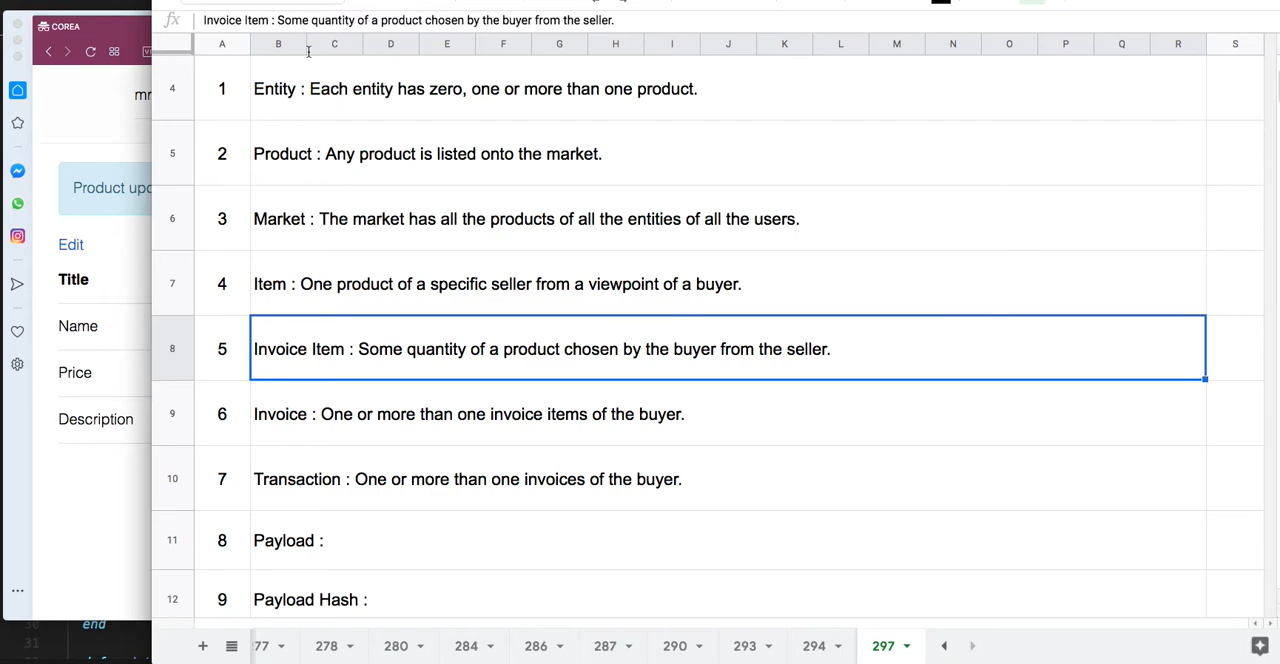 COREA
mr
Product upd
Edit
Title
Name
Price
Description
30 end
31
fx Invoice Item : Some quantity of a product chosen by the buyer from the seller.
A B C D E F G H I J K L M N O P Q R S
4 1 Entity : Each entity has zero, one or more than one product.
5 2 Product : Any product is listed onto the market.
6 3 Market : The market has all the products of all the entities of all the users.
7 4 Item : One product of a specific seller from a viewpoint of a buyer.
8 5 Invoice Item : Some quantity of a product chosen by the buyer from the seller.
9 6 Invoice : One or more than one invoice items of the buyer.
10 7 Transaction : One or more than one invoices of the buyer.
11 8 Payload :
12 9 Payload Hash :
77 278 280 284 286 287 290 293 294 297